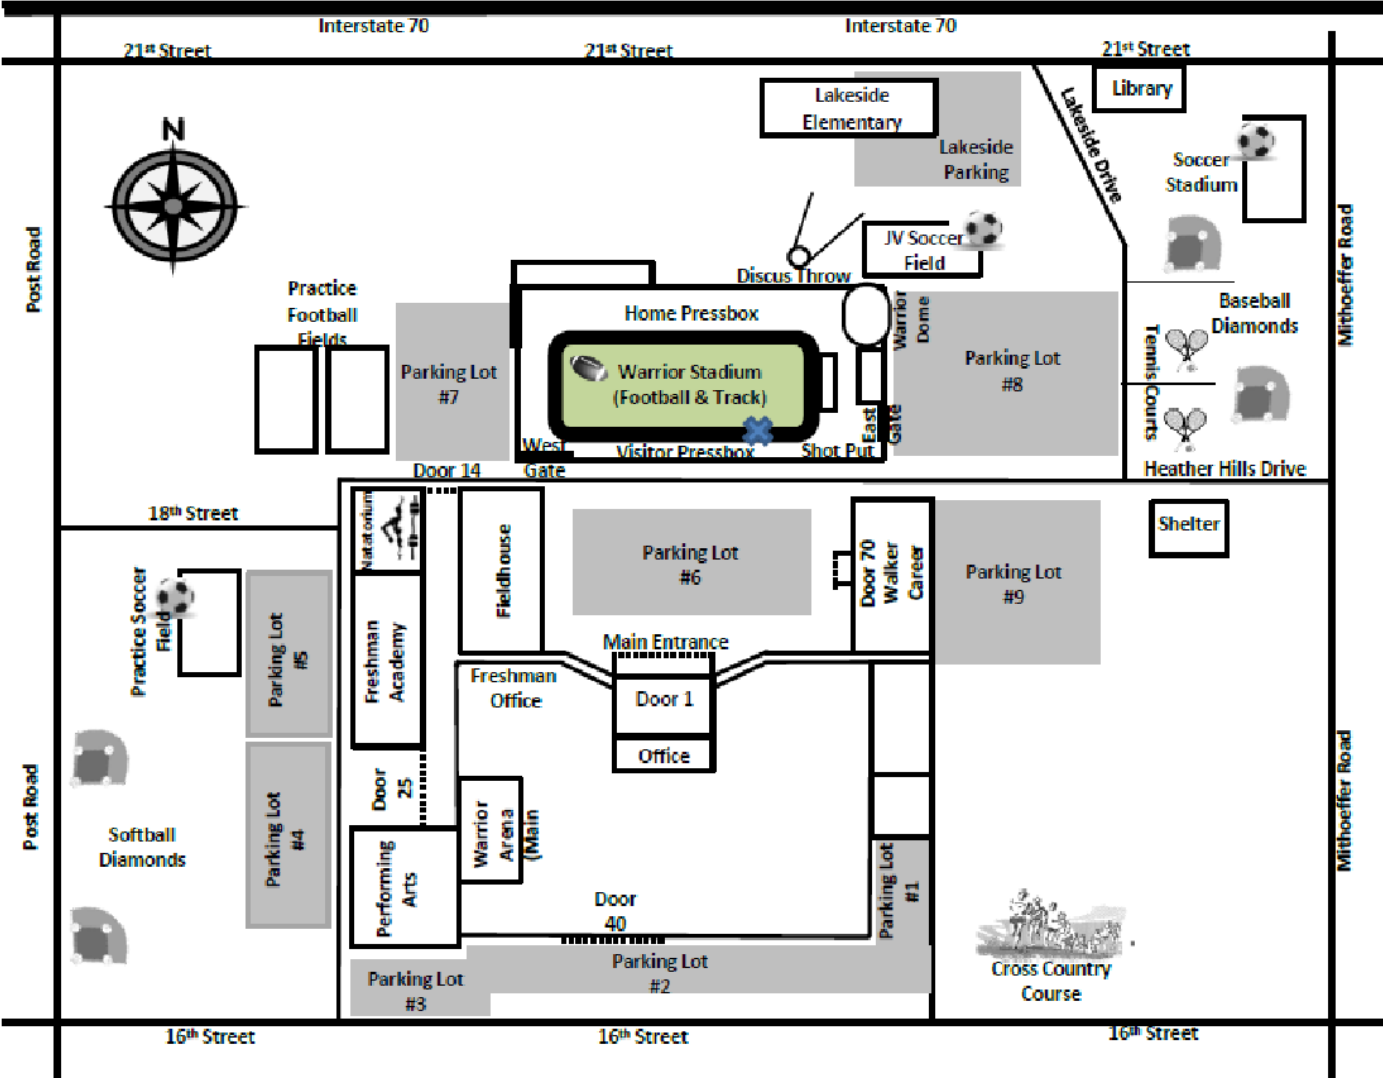 Interstate 70
Interstate 70
21st Street
21st Street
21st Street
Library
Lakeside
Elementary
Lakeside
Parking
Lakeside Drive
Soccer
Stadium
N
Post Road
Mithoeffer Road
JV Soccer
Field
Discus Throw
Practice
Football
Fields
Home Pressbox
Warrior
Dome
Baseball
Diamonds
Tennis Courts
Parking Lot
#7
Warrior Stadium
(Football & Track)
Parking Lot
#8
East
Gate
West
Gate
Visitor Pressbox
Shot Put
Door 14
Heather Hills Drive
18th Street
Natatorium
Fieldhouse
Parking Lot
#6
Door 70
Walker
Career
Parking Lot
#9
Shelter
Practice Soccer
Field
Parking Lot
#5
Freshman
Academy
Main Entrance
Freshman
Office
Door 1
Office
Post Road
Mithoeffer Road
Door
25
Parking Lot
#4
Softball
Diamonds
Warrior
Arena
(Main
Performing
Arts
Door
40
Parking Lot
#1
Parking Lot
#2
Parking Lot
#3
Cross Country
Course
16th Street
16th Street
16th Street